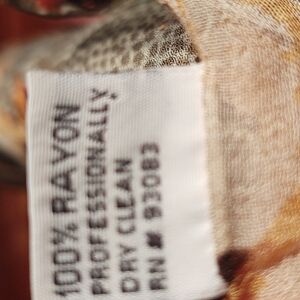 100% RAYON
PROFESSIONALLY
DRY CLEAN
RN # 93083